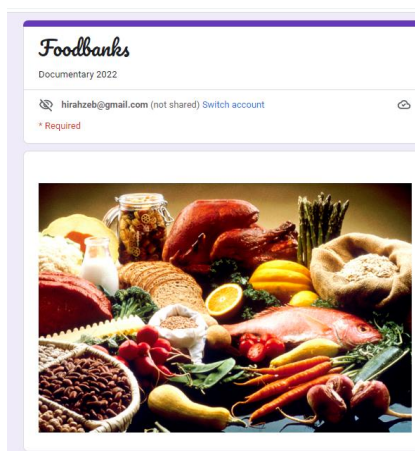 Foodbanks
Documentary 2022
hirahzeb@gmail.com (not shared) Switch account
* Required